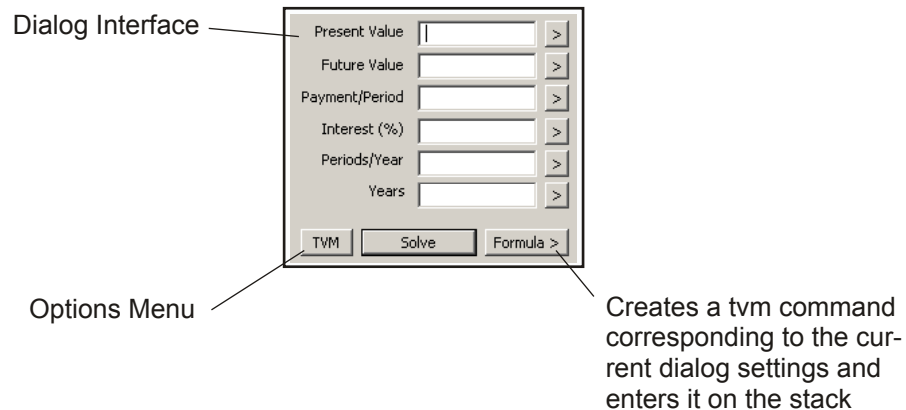 Dialog Interface
Present Value >
Future Value >
Payment/Period >
Interest (%) >
Periods/Year >
Years >
TVM Solve Formula >
Options Menu
Creates a tvm command
corresponding to the cur-
rent dialog settings and
enters it on the stack